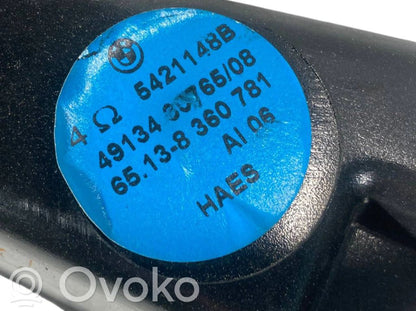 5421148B
4 Ω
49134 30765/08
65.13-8 360 781
AI 06
HAES
© Ovoko